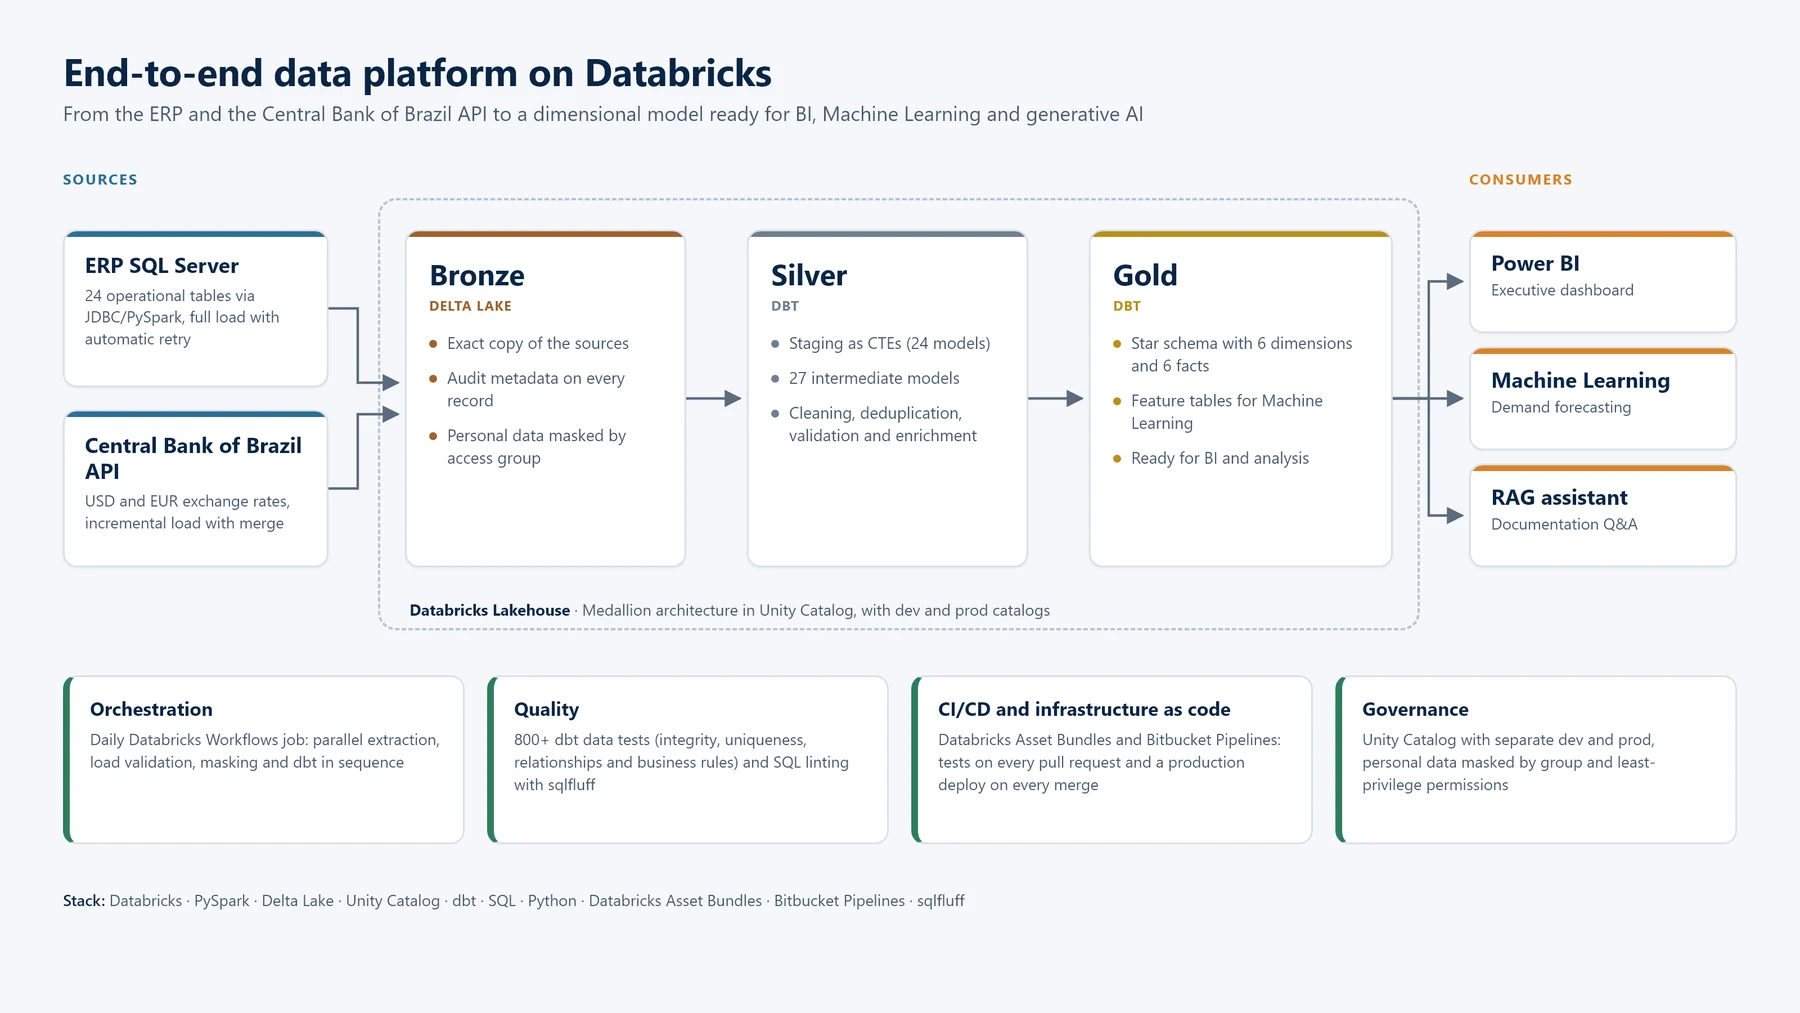 End-to-end data platform on Databricks
From the ERP and the Central Bank of Brazil API to a dimensional model ready for BI, Machine Learning and generative AI
SOURCES
ERP SQL Server
24 operational tables via
JDBC/PySpark, full load with
automatic retry
Central Bank of Brazil
API
USD and EUR exchange rates,
incremental load with merge
Bronze
DELTA LAKE
Exact copy of the sources
Audit metadata on every
record
Personal data masked by
access group
Silver
DBT
Staging as CTEs (24 models)
27 intermediate models
Cleaning, deduplication,
validation and enrichment
Gold
DBT
Star schema with 6 dimensions
and 6 facts
Feature tables for Machine
Learning
Ready for BI and analysis
Databricks Lakehouse · Medallion architecture in Unity Catalog, with dev and prod catalogs
CONSUMERS
Power BI
Executive dashboard
Machine Learning
Demand forecasting
RAG assistant
Documentation Q&A
Orchestration
Daily Databricks Workflows job: parallel extraction,
load validation, masking and dbt in sequence
Quality
800+ dbt data tests (integrity, uniqueness,
relationships and business rules) and SQL linting
with sqlfluff
CI/CD and infrastructure as code
Databricks Asset Bundles and Bitbucket Pipelines:
tests on every pull request and a production
deploy on every merge
Governance
Unity Catalog with separate dev and prod,
personal data masked by group and least-
privilege permissions
Stack: Databricks · PySpark · Delta Lake · Unity Catalog · dbt · SQL · Python · Databricks Asset Bundles · Bitbucket Pipelines · sqlfluff